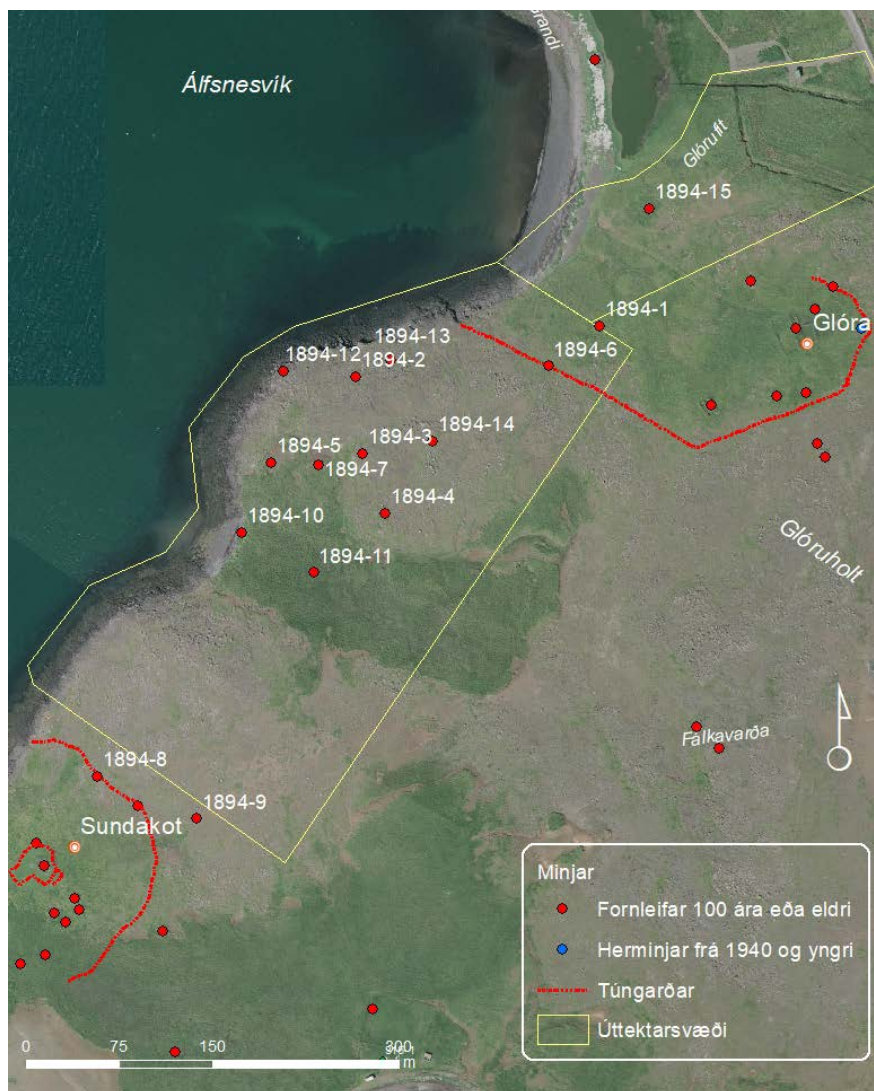 Álfsnesvík
Glóruflt
1894-15
1894-1
Glóra
1894-13
1894-6
1894-12
1894-2
1894-14
1894-3
1894-5
1894-7
1894-4
1894-10
Glóruholt
1894-11
Fálkavarða
1894-8
1894-9
Sundakot
Minjar
Fornleifar 100 ára eða eldri
Herminjar frá 1940 og yngri
Túngarðar
Úttektarsvæði
0 75 150 300
m